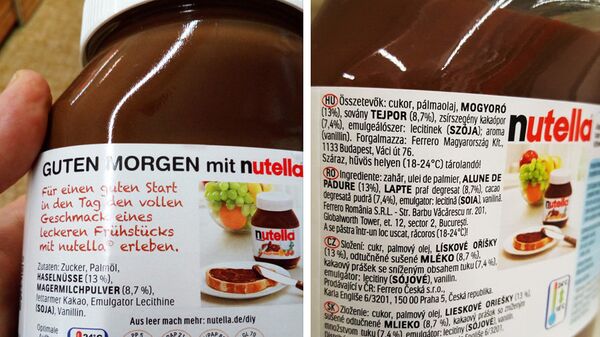 GUTEN MORGEN mit nutella
Für einen guten Start
in den Tag den vollen
Geschmack eines
leckeren Frühstücks
mit nutella® erleben.
Zutaten: Zucker, Palmöl,
HASELNÜSSE (13 %),
MAGERMILCHPULVER (8,7 %),
fettarmer Kakao, Emulgator Lecithine
(SOJA), Vanillin.
Aus leer mach mehr: nutella.de/diy
Optimale
nutella
nutella
HU Összetevők: cukor, pálmaolaj, MOGYORÓ
(13%), sovány TEJPOR (8,7%), zsírszegény kakaópor
(7,4%), emulgeálószer: lecitinek (SZÓJA); aroma
(vanillin). Forgalmazza: Ferrero Magyarország Kft.,
1133 Budapest, Váci út 76.
Száraz, hűvös helyen (18-24°C) tárolandó!
RO Ingrediente: zahăr, ulei de palmier, ALUNE DE
PĂDURE (13%), LAPTE praf degresat (8,7%), cacao
degresată pudră (7,4%), emulgator: lecitină (SOIA), vanilină.
Ferrero România S.R.L. - Str. Barbu Văcărescu nr. 201,
Globalworth Tower, et. 12, sector 2, București.
A se păstra într-un loc uscat, răcoros (18-24°C)!
CZ Složení: cukr, palmový olej, LÍSKOVÉ OŘÍŠKY
(13 %), odtučněné sušené MLÉKO (8,7 %),
kakaový prášek se sníženým obsahem tuku (7,4 %),
emulgátor: lecitiny (SÓJOVÉ), vanilin.
Prodávající v ČR: Ferrero Česká s.r.o.,
Karla Engliše 6/3201, 150 00 Praha 5, Česká republika.
SK Zloženie: cukor, palmový olej, LIESKOVÉ ORIEŠKY (13 %),
odtučnené sušené MLIEKO (8,7 %), kakaový prášok so zníženým
množstvom tuku (7,4 %), emulgátor: lecitíny (SÓJOVÉ), vanilín.
nutella